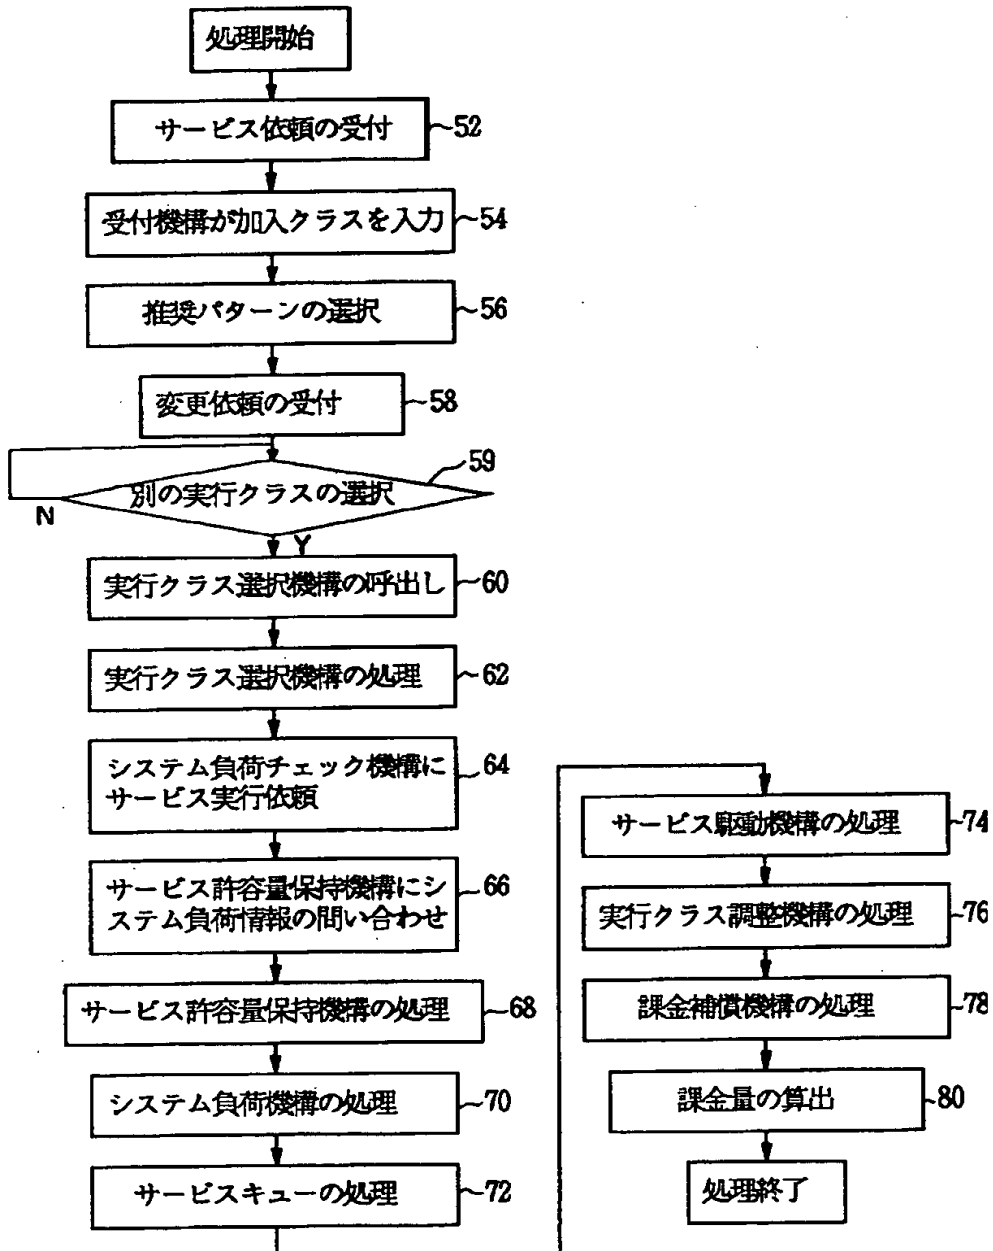 処理開始
サービス依頼の受付
52
受付機構が加入クラスを入力
54
推奨パターンの選択
56
変更依頼の受付
58
59
別の実行クラスの選択
N
Y
実行クラス選択機構の呼出し
60
実行クラス選択機構の処理
62
システム負荷チェック機構に
サービス実行依頼
64
サービス許容量保持機構にシ
ステム負荷情報の問い合わせ
66
サービス許容量保持機構の処理
68
システム負荷機構の処理
70
サービスキューの処理
72
サービス駆動機構の処理
74
実行クラス調整機構の処理
76
課金補償機構の処理
78
課金量の算出
80
処理終了